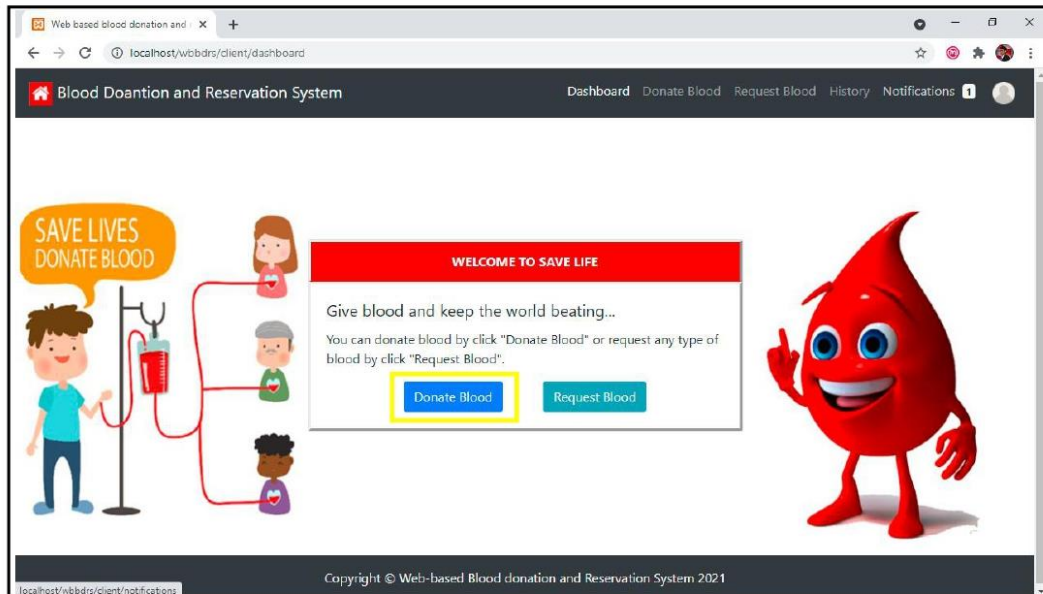 Web based blood donation and r
localhost/wbbdrs/client/dashboard
Blood Doantion and Reservation System
Dashboard Donate Blood Request Blood History Notifications 1
SAVE LIVES
DONATE BLOOD
WELCOME TO SAVE LIFE
Give blood and keep the world beating...
You can donate blood by click "Donate Blood" or request any type of
blood by click "Request Blood".
Donate Blood Request Blood
Copyright © Web-based Blood donation and Reservation System 2021
localhost/wbbdrs/client/notifications